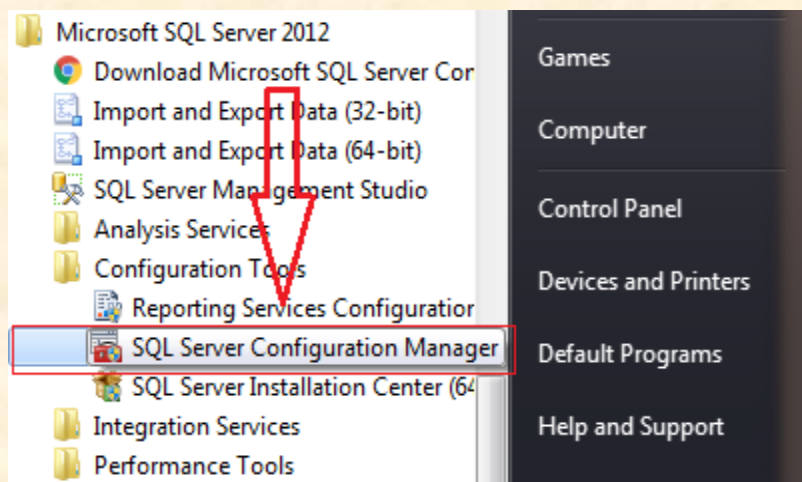 Microsoft SQL Server 2012
Download Microsoft SQL Server Cor
Import and Export Data (32-bit)
Import and Export Data (64-bit)
SQL Server Management Studio
Analysis Services
Configuration Tools
Reporting Services Configuration
SQL Server Configuration Manager
SQL Server Installation Center (64
Integration Services
Performance Tools
Games
Computer
Control Panel
Devices and Printers
Default Programs
Help and Support